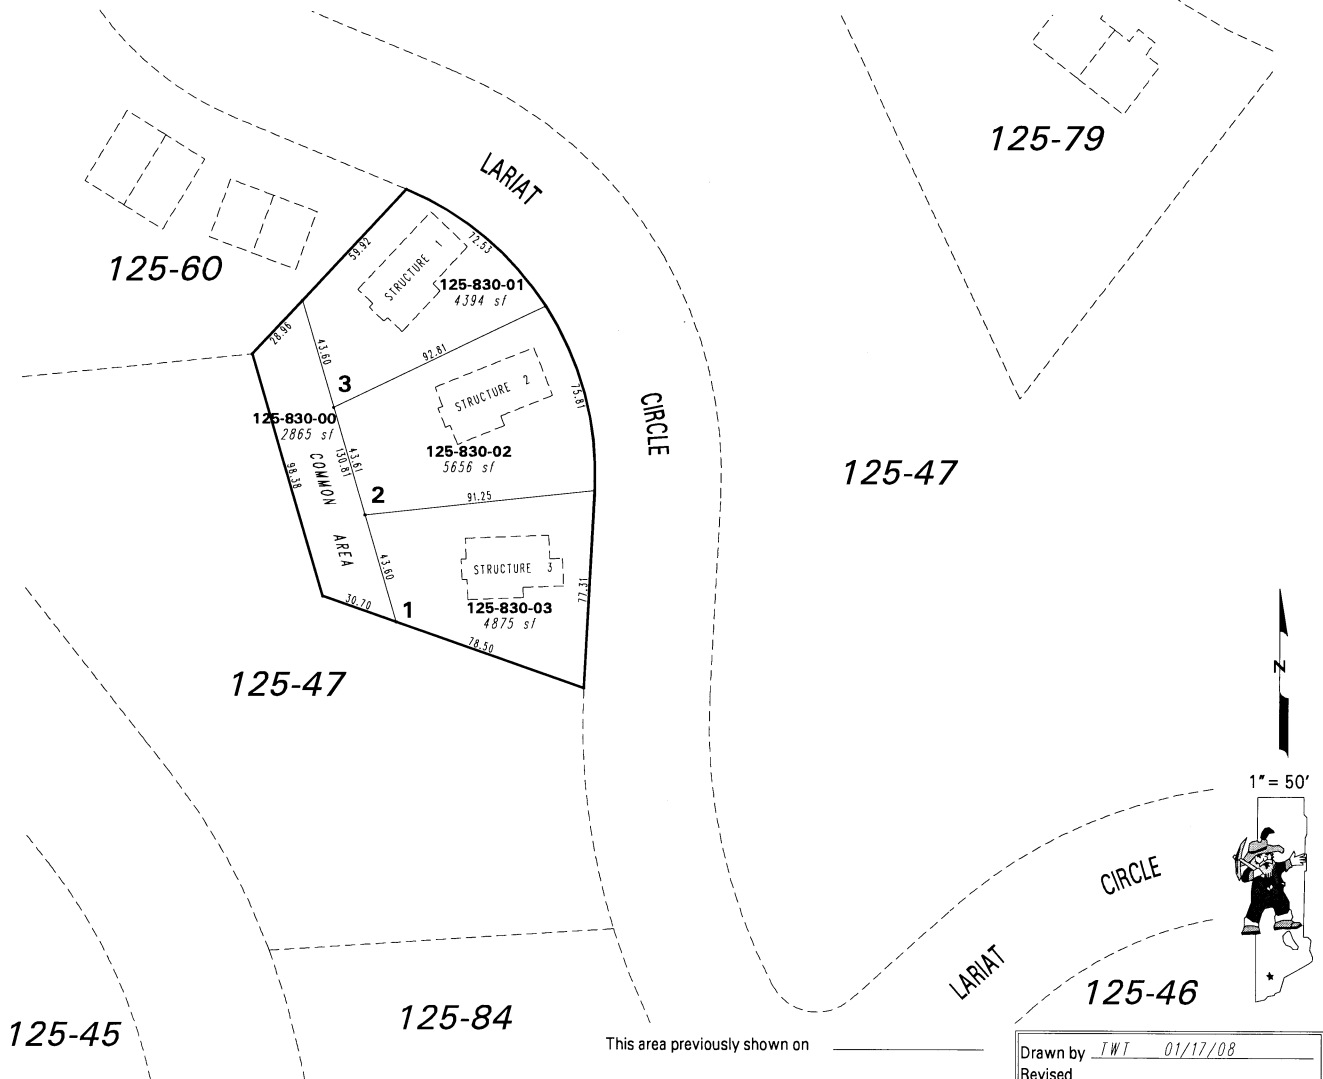 125-79
LARIAT
59.92
72.53
125-60
STRUCTURE 1
125-830-01
4394 sf
28.96
43.60
92.81
3
STRUCTURE 2
75.81
CIRCLE
125-830-00
2865 sf
125-830-02
5656 sf
43.61
130.81
98.38
COMMON AREA
125-47
2
91.25
43.60
STRUCTURE 3
77.31
30.70
1
125-830-03
4875 sf
78.50
125-47
N
1" = 50'
CIRCLE
LARIAT
125-46
125-84
125-45
This area previously shown on
Drawn by TWT 01/17/08
Revised